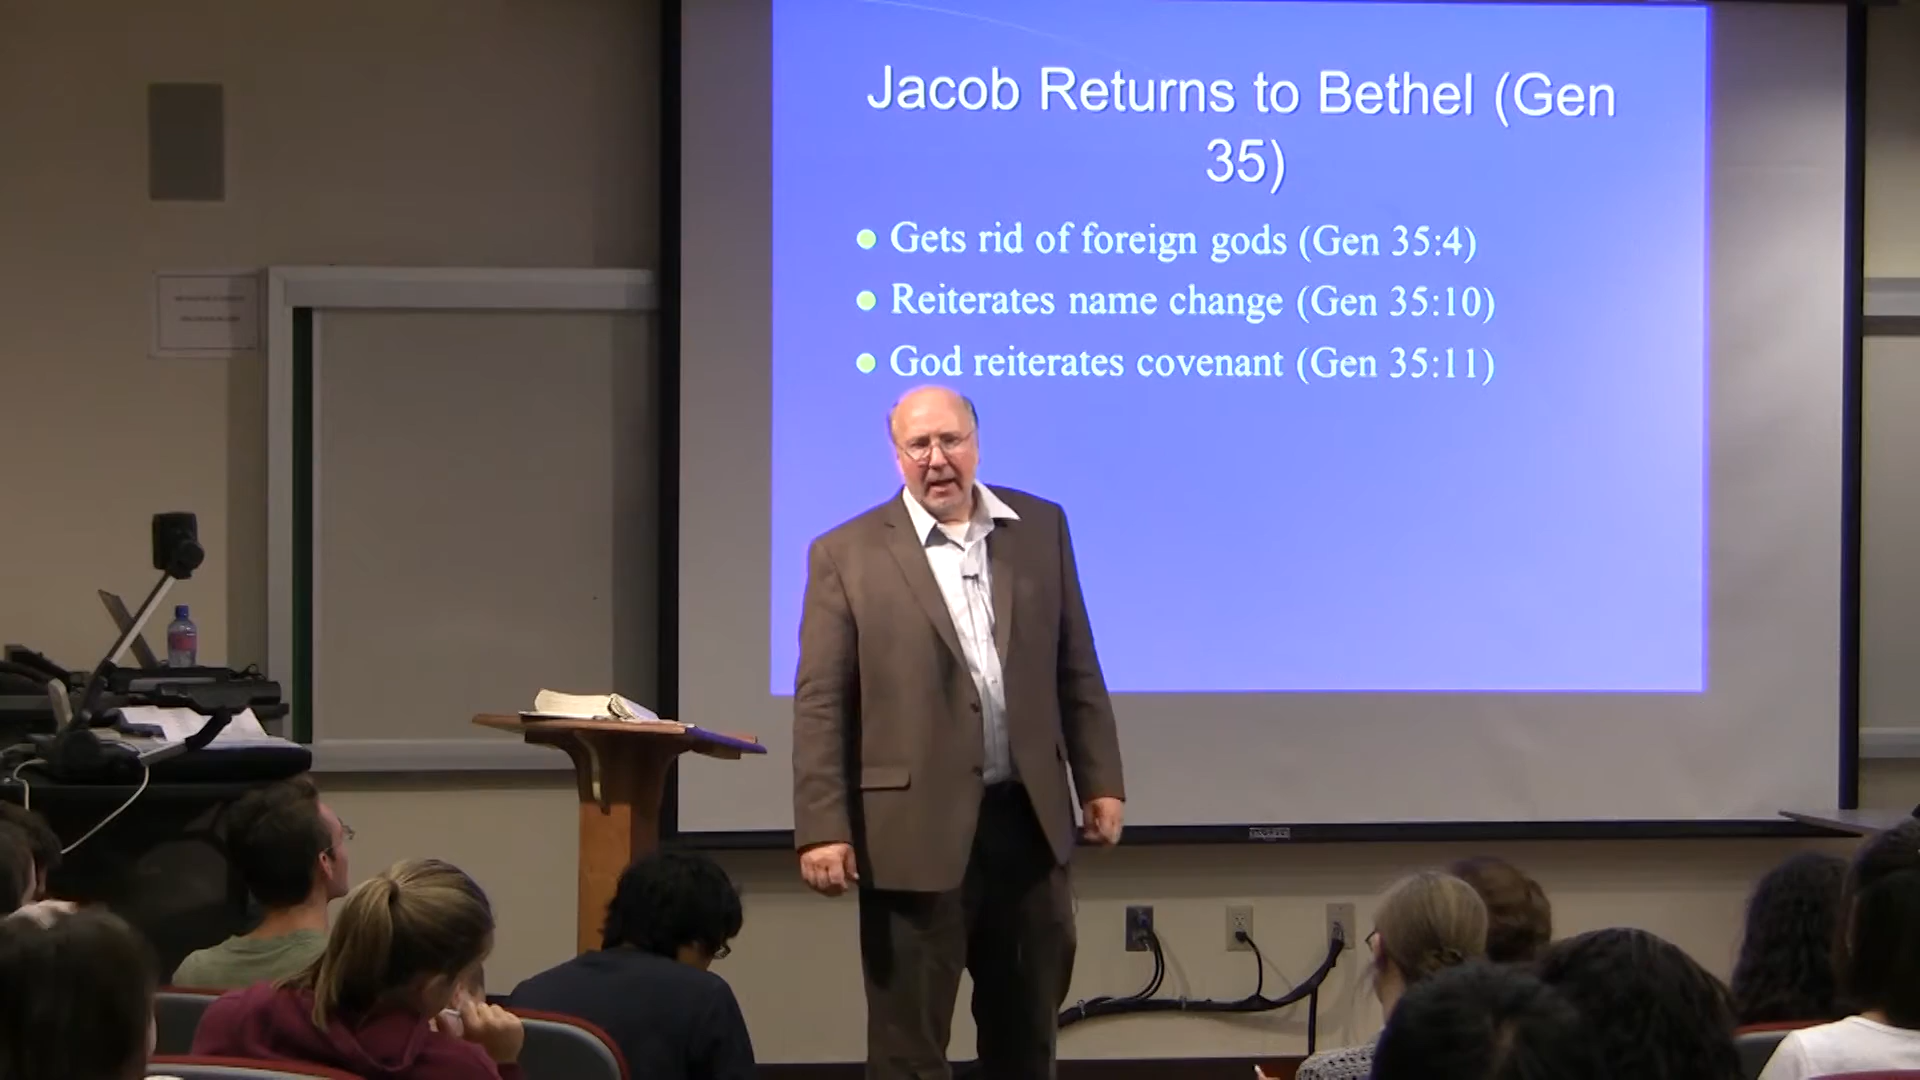 Jacob Returns to Bethel (Gen
35)
Gets rid of foreign gods (Gen 35:4)
Reiterates name change (Gen 35:10)
God reiterates covenant (Gen 35:11)